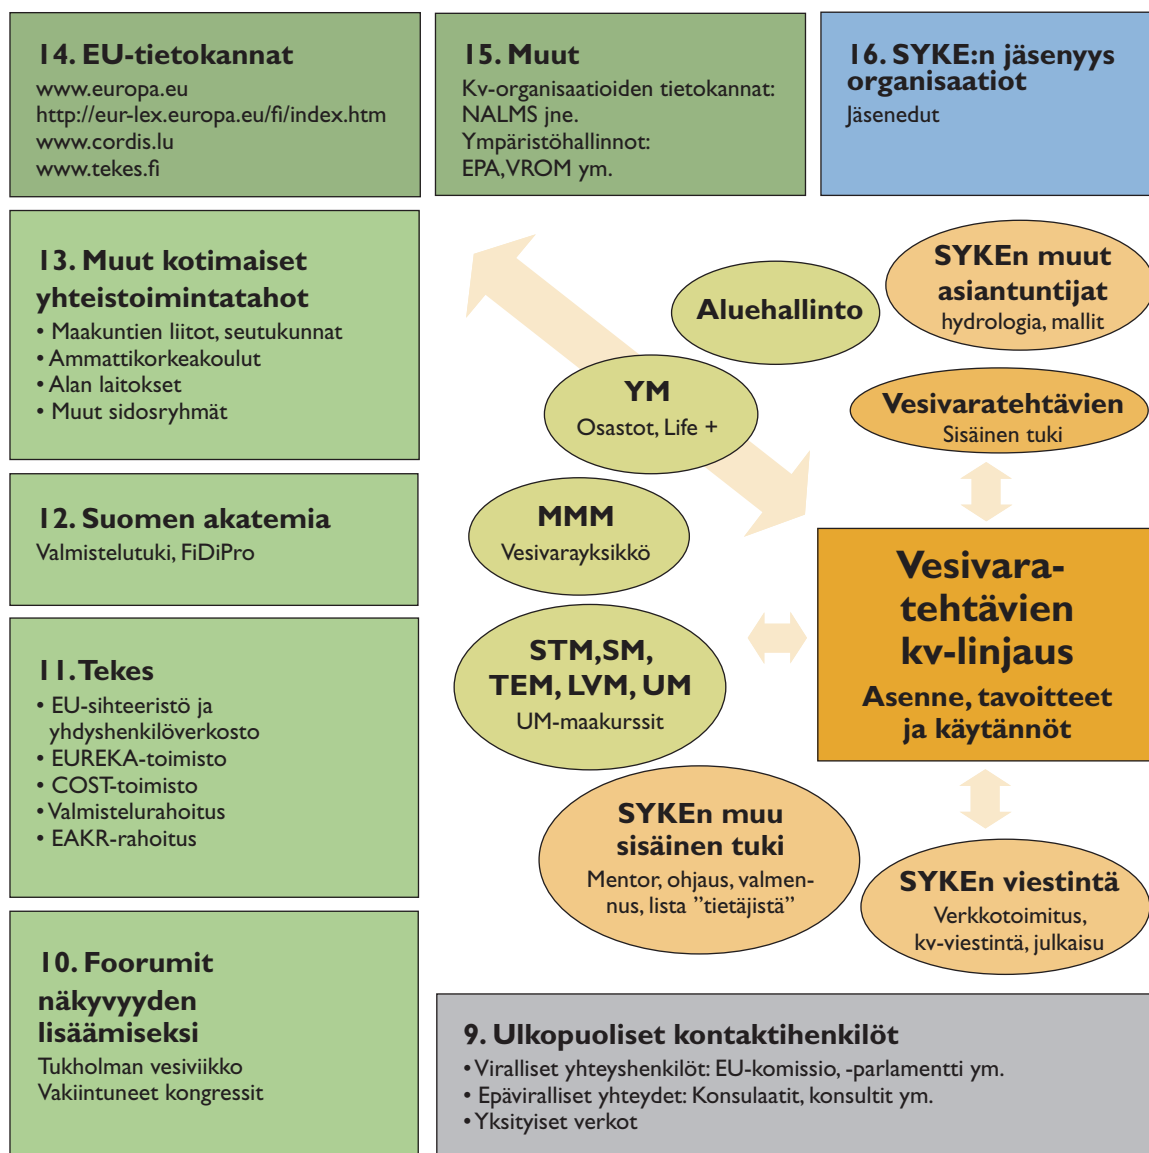 14. EU-tietokannat
www.europa.eu
http://eur-lex.europa.eu/fi/index.htm
www.cordis.lu
www.tekes.fi
15. Muut
Kv-organisaatioiden tietokannat:
NALMS jne.
Ympäristöhallinnot:
EPA, VROM ym.
16. SYKE:n jäsenyys
organisaatiot
Jäsenedut
13. Muut kotimaiset
yhteistoimintatahot
• Maakuntien liitot, seutukunnat
• Ammattikorkeakoulut
• Alan laitokset
• Muut sidosryhmät
SYKEn muut
asiantuntijat
hydrologia, mallit
Aluehallinto
YM
Osastot, Life +
Vesivaratehtävien
Sisäinen tuki
12. Suomen akatemia
Valmistelutuki, FiDiPro
MMM
Vesivarayksikkö
Vesivara-
tehtävien
kv-linjaus
Asenne, tavoitteet
ja käytännöt
11. Tekes
• EU-sihteeristö ja
yhdyshenkilöverkosto
• EUREKA-toimisto
• COST-toimisto
• Valmistelurahoitus
• EAKR-rahoitus
STM, SM,
TEM, LVM, UM
UM-maakurssit
SYKEn muu
sisäinen tuki
Mentor, ohjaus, valmen-
nus, lista ”tietäjistä”
SYKEn viestintä
Verkkotoimitus,
kv-viestintä, julkaisu
10. Foorumit
näkyvyyden
lisäämiseksi
Tukholman vesiviikko
Vakiintuneet kongressit
9. Ulkopuoliset kontaktihenkilöt
• Viralliset yhteyshenkilöt: EU-komissio, -parlamentti ym.
• Epäviralliset yhteydet: Konsulaatit, konsultit ym.
• Yksityiset verkot